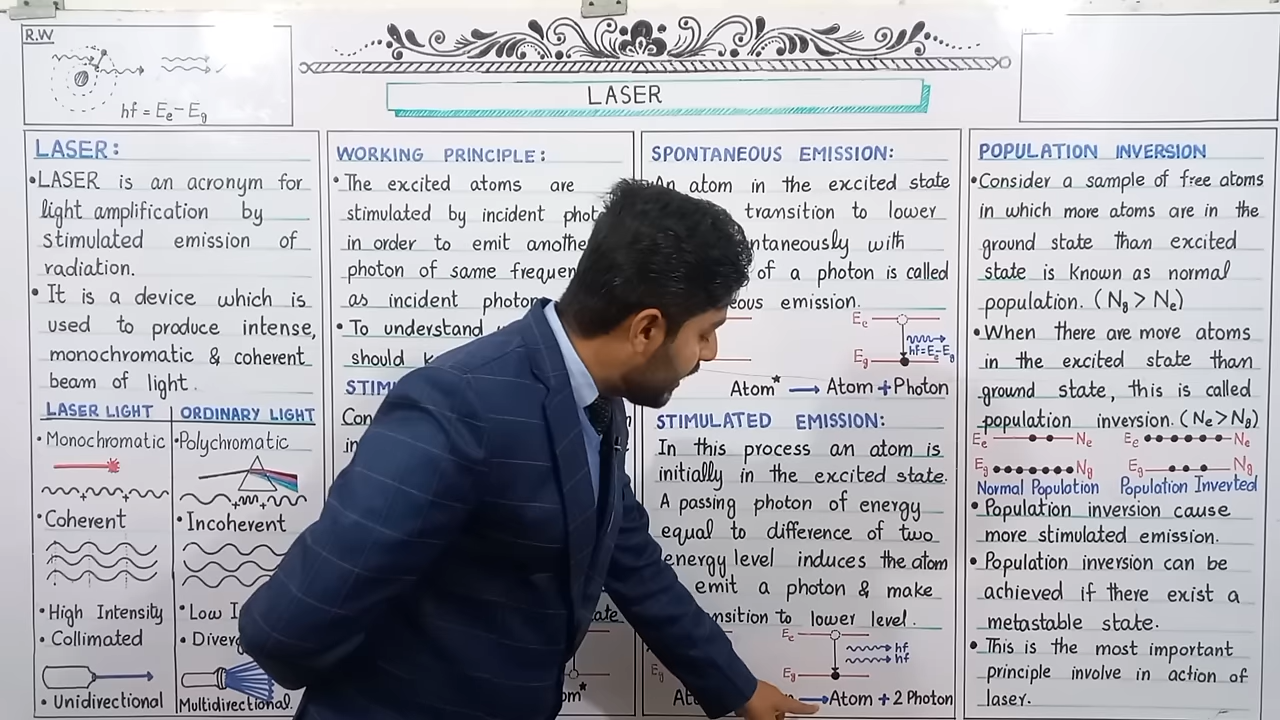 R.W
hf = Ee - Eg
LASER
LASER:
• LASER is an acronym for
light amplification by
stimulated emission of
radiation.
• It is a device which is
used to produce intense,
monochromatic & coherent
beam of light.
LASER LIGHT ORDINARY LIGHT
• Monochromatic • Polychromatic
• Coherent • Incoherent
• High Intensity • Low
• Collimated
• Unidirectional Multidirectional.
WORKING PRINCIPLE:
• The excited atoms are
stimulated by incident
in order to emit
photon of same
as incident
• To understand
should
SPONTANEOUS EMISSION:
An atom in the excited state
transition to lower
with
of a photon is called
emission.
Ee
hf=Ee-Eg
Eg
Atom* → Atom + Photon
STIMULATED EMISSION:
In this process an atom is
initially in the excited state.
A passing photon of energy
equal to difference of two
energy level induces the atom
emit a photon & make
to lower level.
Ee
hf
hf
Eg
→ Atom + 2 Photon
POPULATION INVERSION
• Consider a sample of free atoms
in which more atoms are in the
ground state than excited
state is known as normal
population. (Ng > Ne)
• When there are more atoms
in the excited state than
ground state, this is called
population inversion. (Ne > Ng)
Ee Ne Ee Ne
Eg Ng Eg Ng
Normal Population Population Inverted
• Population inversion cause
more stimulated emission.
• Population inversion can be
achieved if there exist a
metastable state.
• This is the most important
principle involve in action of
laser.